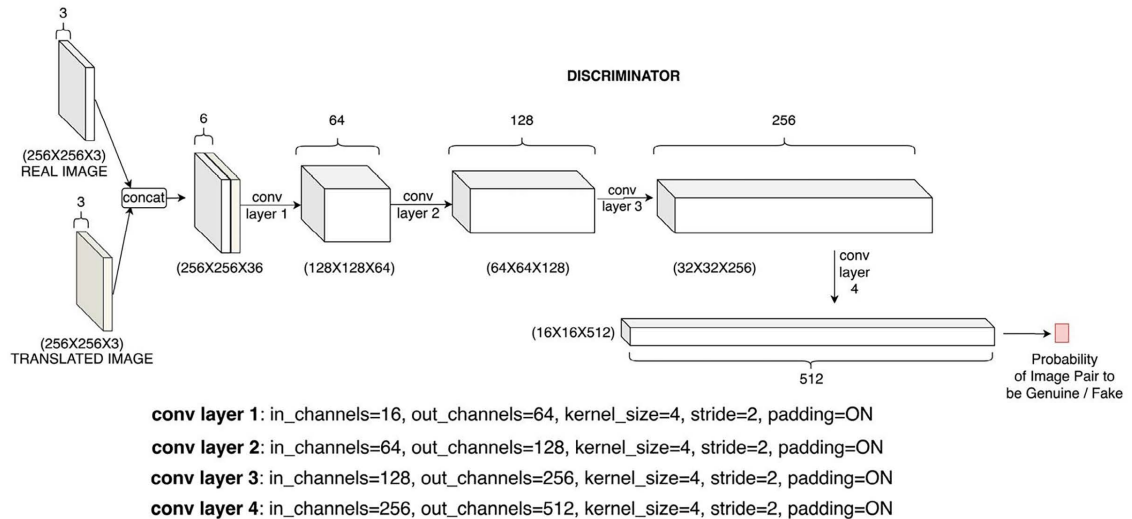 3
DISCRIMINATOR
6
64
128
256
(256X256X3)
REAL IMAGE
concat
3
conv
layer 1
conv
layer 2
conv
layer 3
(256X256X36
(128X128X64)
(64X64X128)
(32X32X256)
conv
layer
4
(256X256X3)
TRANSLATED IMAGE
(16X16X512)
512
Probability
of Image Pair to
be Genuine / Fake
conv layer 1: in_channels=16, out_channels=64, kernel_size=4, stride=2, padding=ON
conv layer 2: in_channels=64, out_channels=128, kernel_size=4, stride=2, padding=ON
conv layer 3: in_channels=128, out_channels=256, kernel_size=4, stride=2, padding=ON
conv layer 4: in_channels=256, out_channels=512, kernel_size=4, stride=2, padding=ON